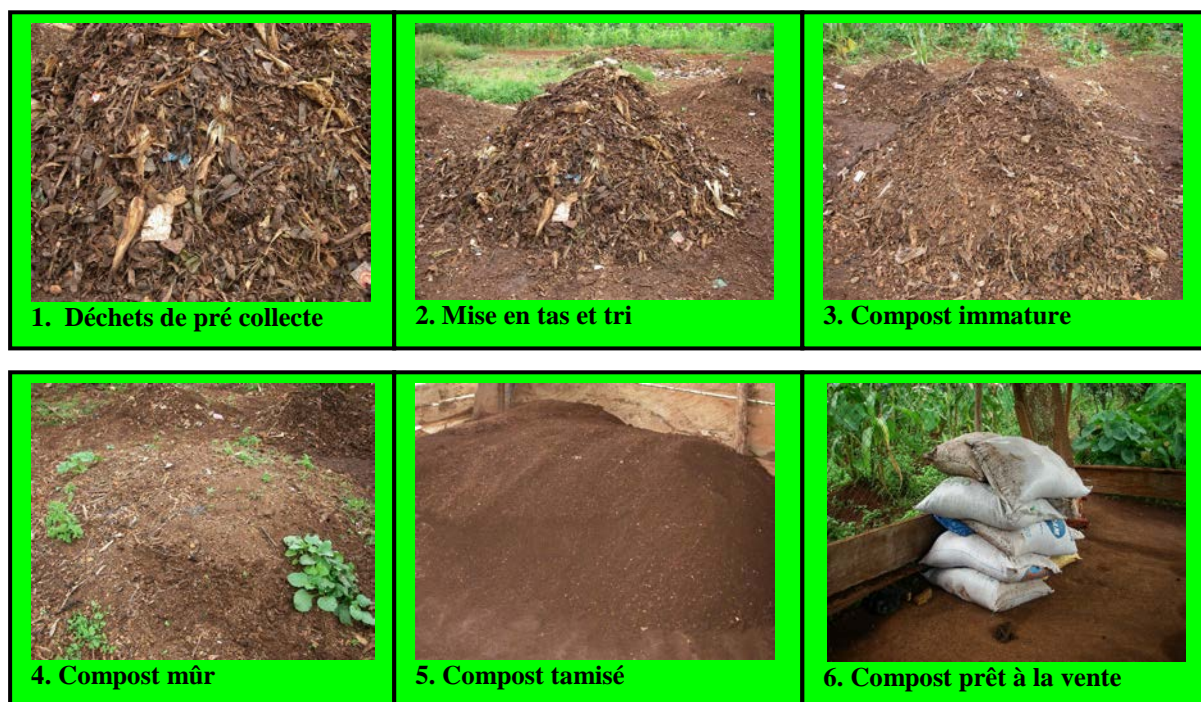 1. Déchets de pré collecte
2. Mise en tas et tri
3. Compost immature
4. Compost mûr
5. Compost tamisé
6. Compost prêt à la vente